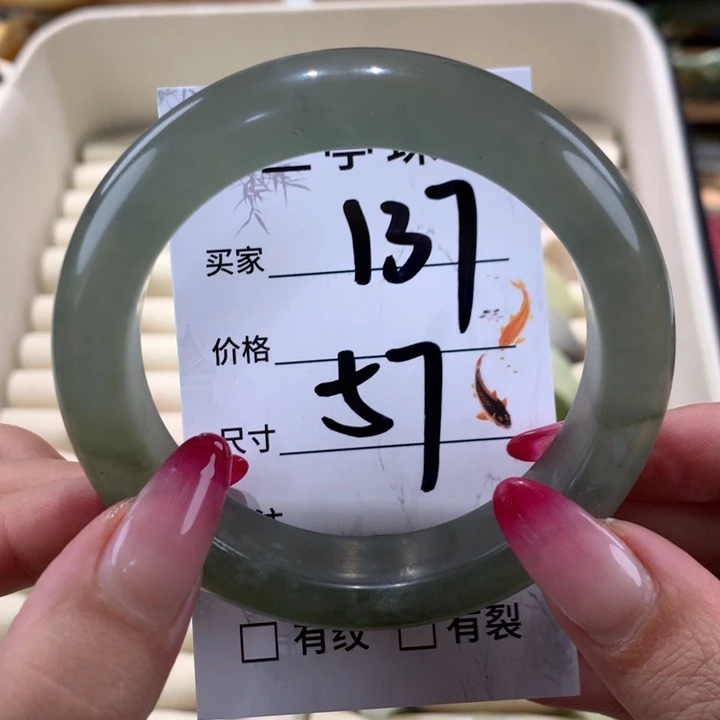 买家 137
价格
尺寸 57
□ 有纹 □ 有裂